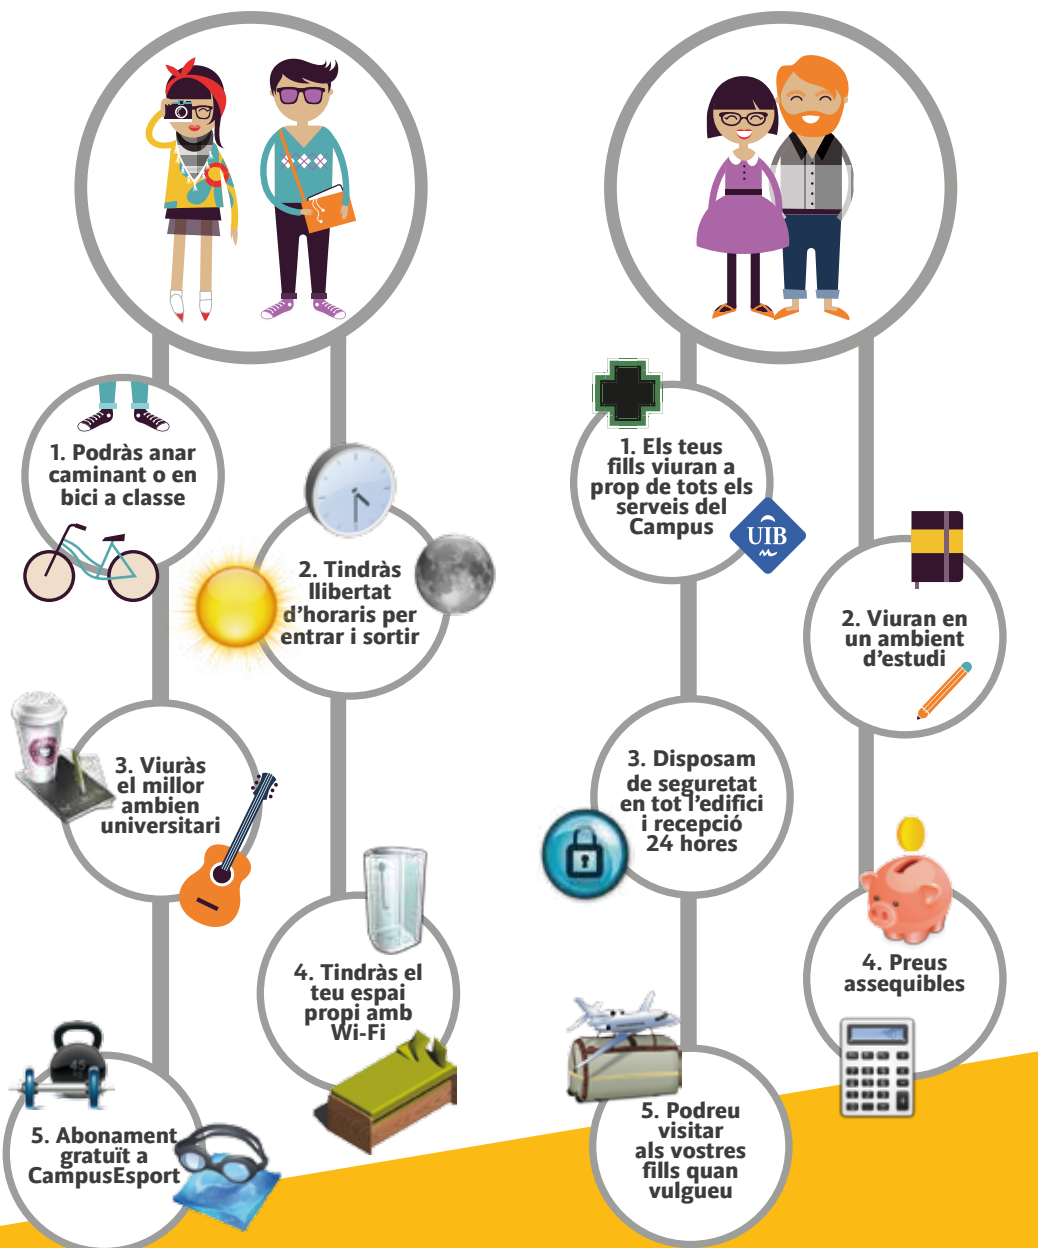 1. Podràs anar
caminant o en
bici a classe
2. Tindràs
llibertat
d'horaris per
entrar i sortir
3. Viuràs
el millor
ambien
universitari
4. Tindràs el
teu espai
propi amb
Wi-Fi
5. Abonament
gratuït a
CampusEsport
1. Els teus
fills viuran a
prop de tots els
serveis del
Campus
UIB
2. Viuran en
un ambient
d'estudi
3. Disposam
de seguretat
en tot l'edifici
i recepció
24 hores
4. Preus
assequibles
5. Podreu
visitar
als vostres
fills quan
vulgueu